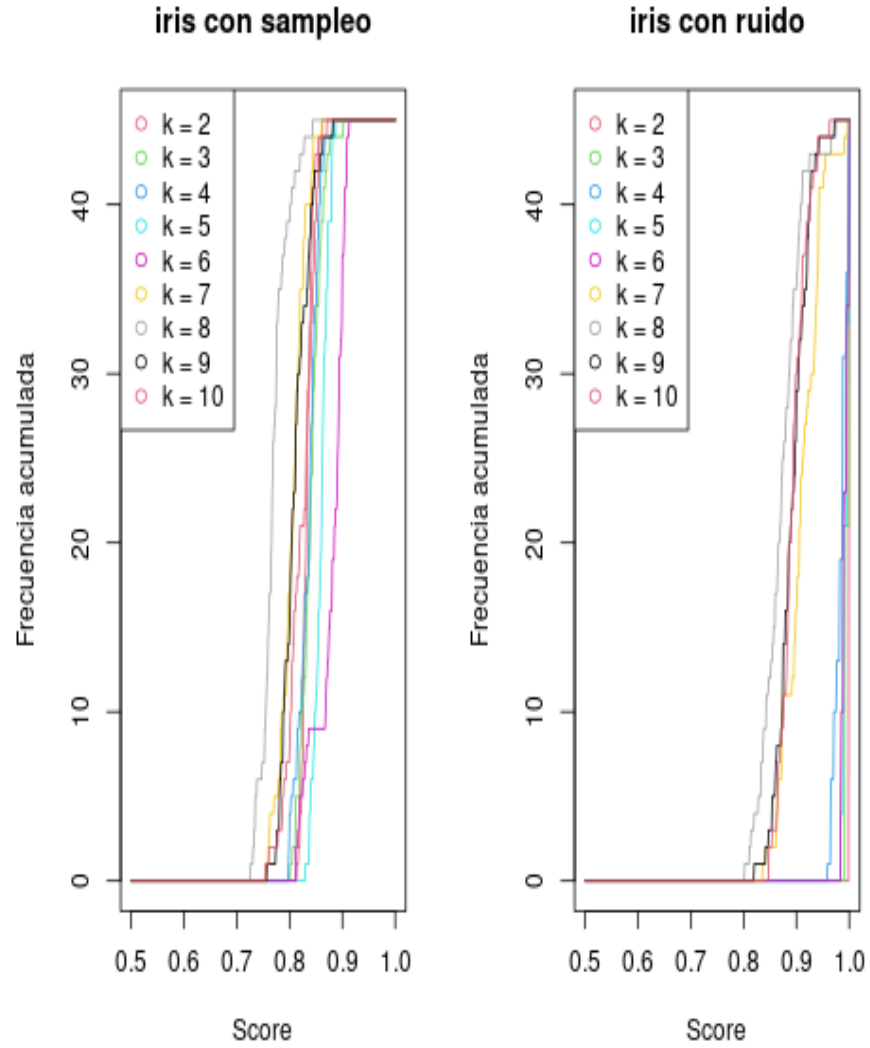 iris con sampleo
k = 2
k = 3
k = 4
k = 5
k = 6
k = 7
k = 8
k = 9
k = 10
Frecuencia acumulada
0
10
20
30
40
0.5 0.6 0.7 0.8 0.9 1.0
Score
iris con ruido
k = 2
k = 3
k = 4
k = 5
k = 6
k = 7
k = 8
k = 9
k = 10
Frecuencia acumulada
0
10
20
30
40
0.5 0.6 0.7 0.8 0.9 1.0
Score